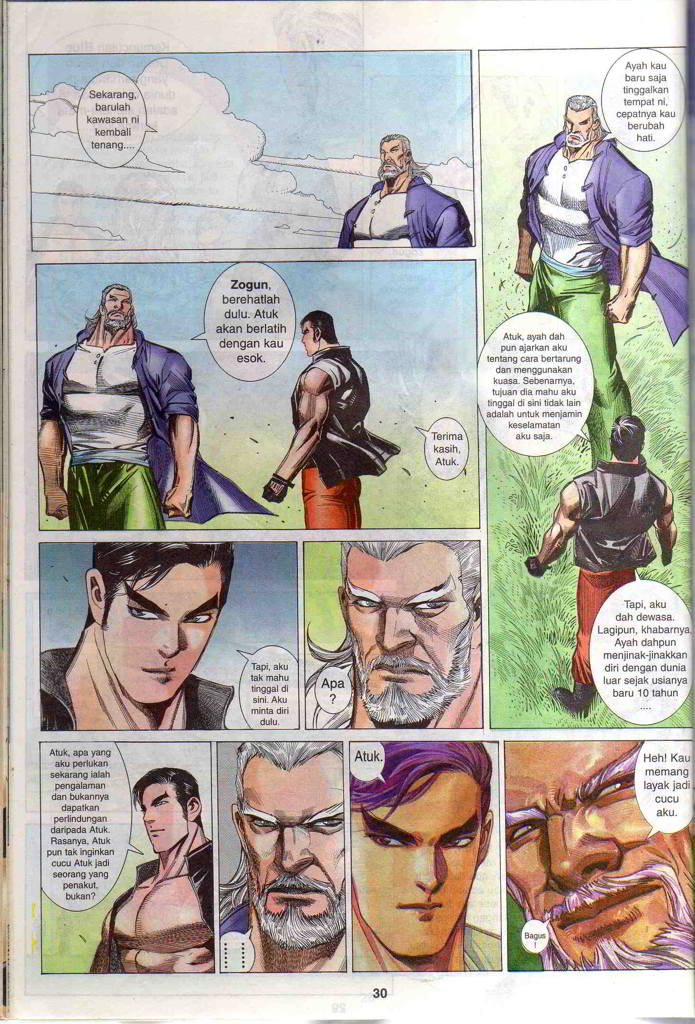 Sekarang,
barulah
kawasan ni
kembali
tenang....
Zogun,
berehatlah
dulu. Atuk
akan berlatih
dengan kau
esok.
Terima
kasih,
Atuk.
Ayah kau
baru saja
tinggalkan
tempat ni,
cepatnya kau
berubah
hati.
Atuk, ayah dah
pun ajarkan aku
tentang cara bertarung
dan menggunakan
kuasa. Sebenarnya,
tujuan dia mahu aku
tinggal di sini tidak lain
adalah untuk menjamin
keselamatan
aku saja.
Tapi, aku
dah dewasa.
Lagipun, khabarnya,
Ayah dahpun
menjinak-jinakkan
diri dengan dunia
luar sejak usianya
baru 10 tahun
....
Tapi, aku
tak mahu
tinggal di
sini. Aku
minta diri
dulu.
Apa
?
Atuk, apa yang
aku perlukan
sekarang ialah
pengalaman
dan bukannya
dapatkan
perlindungan
daripada Atuk.
Rasanya, Atuk
pun tak inginkan
cucu Atuk jadi
seorang yang
penakut,
bukan?
Atuk.
Heh! Kau
memang
layak jadi
cucu
aku.
Bagus
!
30